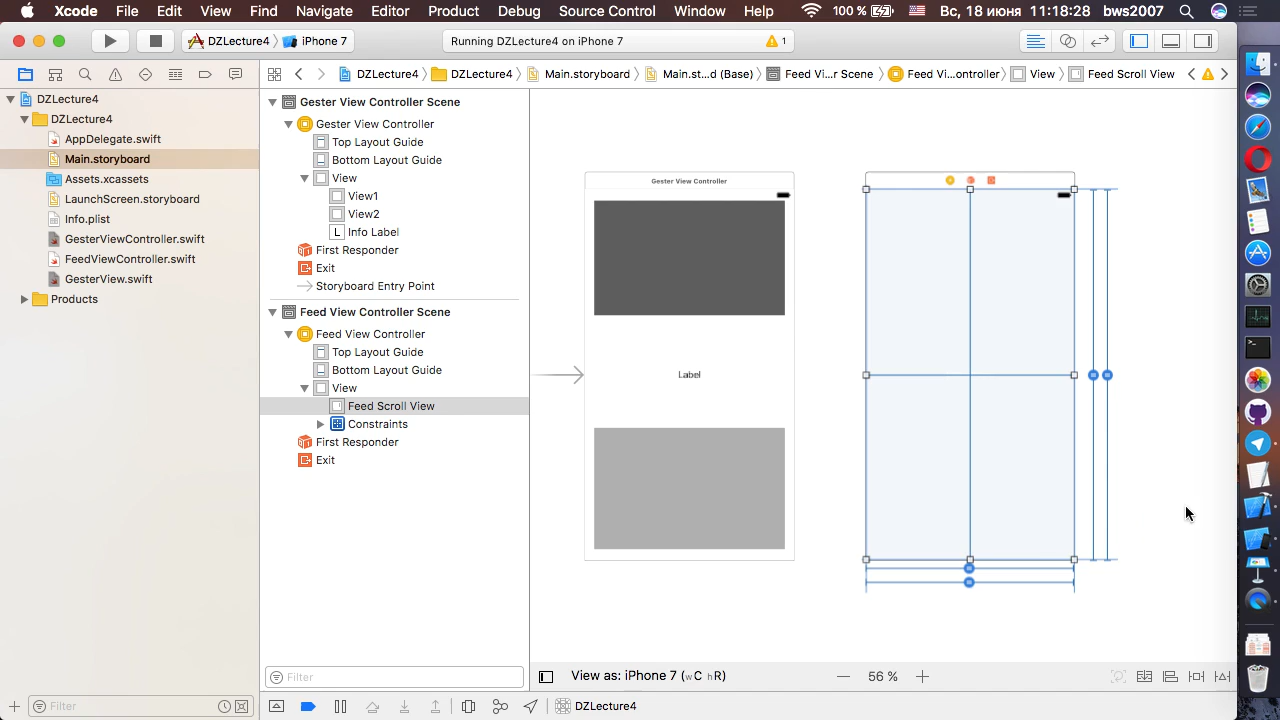 Xcode File Edit View Find Navigate Editor Product Debug Source Control Window Help 100 % Вс, 18 июня 11:18:28 bws2007
DZLecture4 iPhone 7 Running DZLecture4 on iPhone 7 1
DZLecture4 DZLecture4 Main.storyboard Main.st...d (Base) Feed Vi...r Scene Feed Vi...ontroller View Feed Scroll View
DZLecture4
DZLecture4
AppDelegate.swift
Main.storyboard
Assets.xcassets
LaunchScreen.storyboard
Info.plist
GesterViewController.swift
FeedViewController.swift
GesterView.swift
Products
Filter
Gester View Controller Scene
Gester View Controller
Top Layout Guide
Bottom Layout Guide
View
View1
View2
L Info Label
First Responder
Exit
Storyboard Entry Point
Feed View Controller Scene
Feed View Controller
Top Layout Guide
Bottom Layout Guide
View
Feed Scroll View
Constraints
First Responder
Exit
Filter
Gester View Controller
Label
View as: iPhone 7 (wC hR) 56 %
DZLecture4